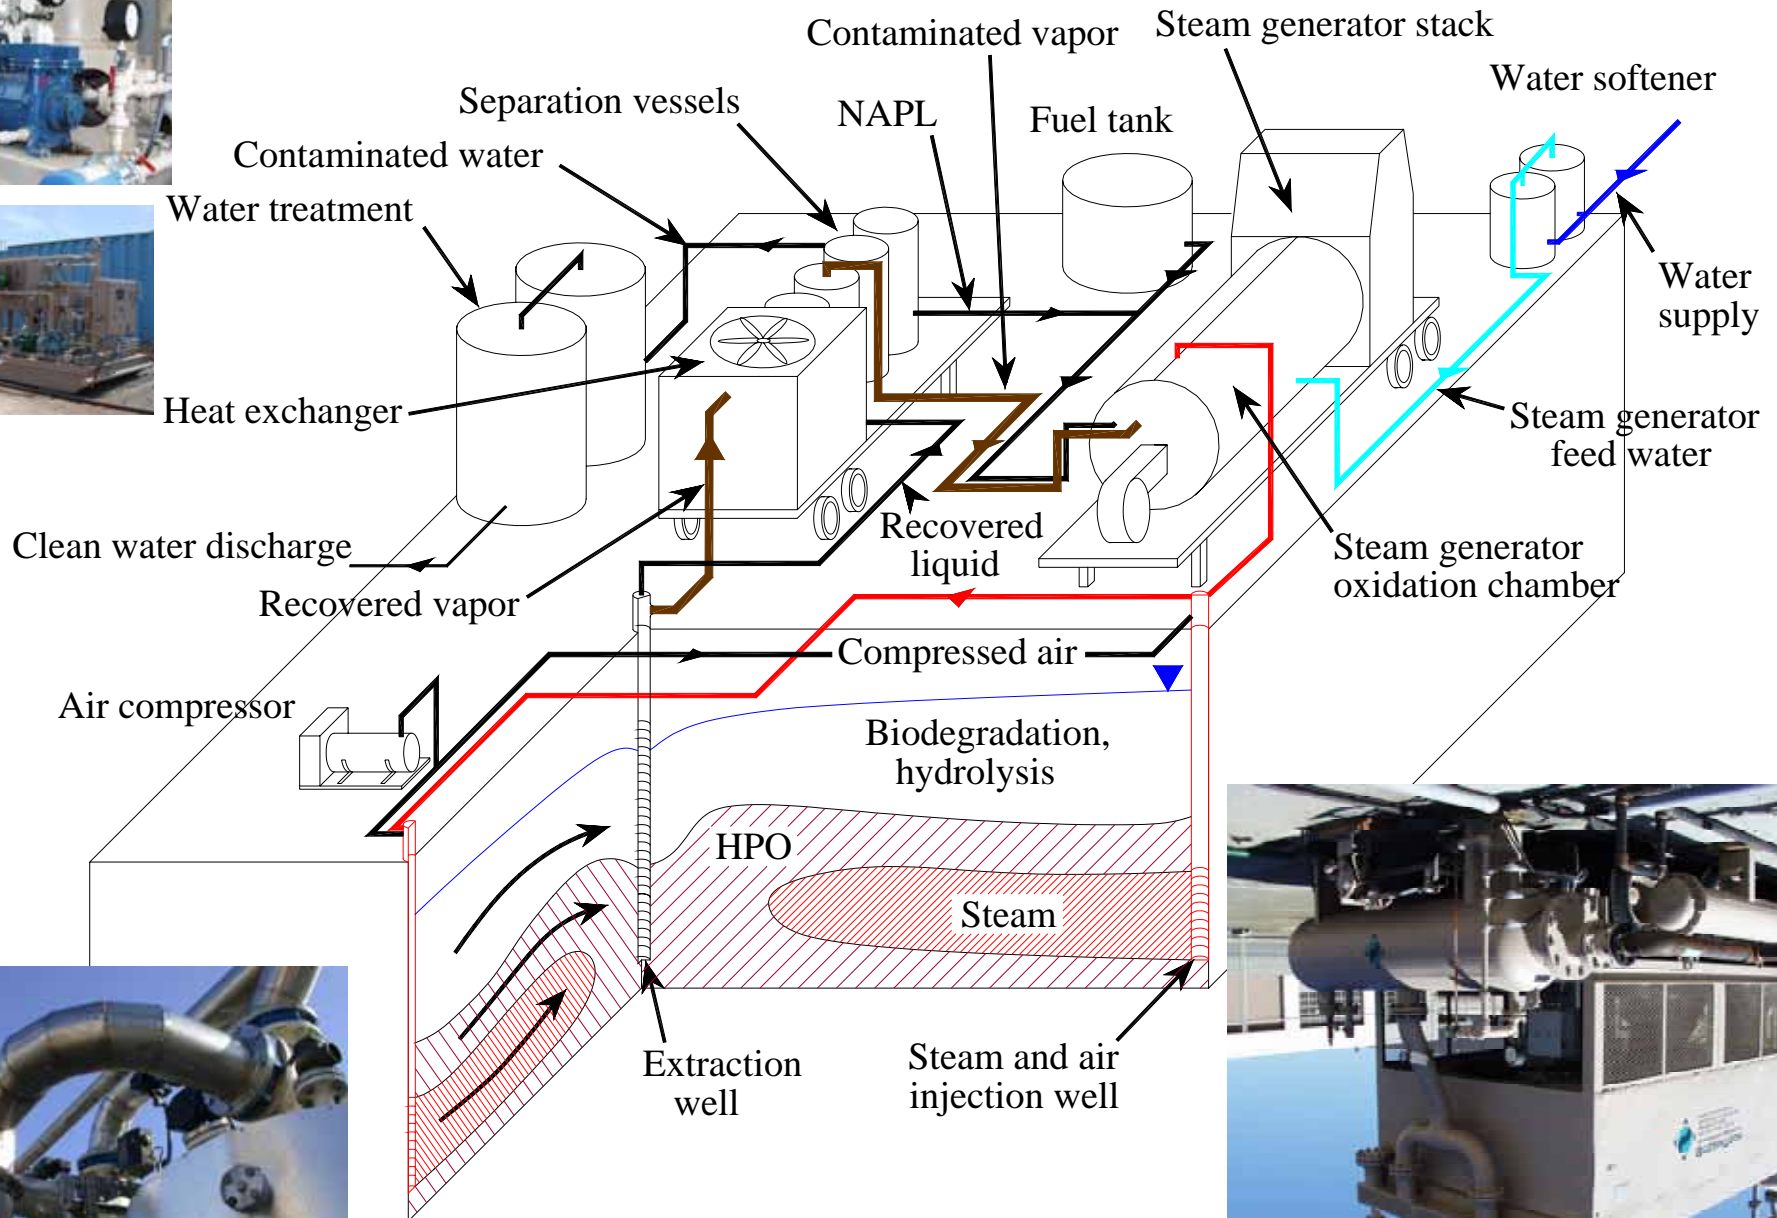 Contaminated vapor
Steam generator stack
Water softener
Separation vessels
NAPL
Fuel tank
Contaminated water
Water treatment
Water
supply
Heat exchanger
Steam generator
feed water
Clean water discharge
Recovered
liquid
Steam generator
oxidation chamber
Recovered vapor
Compressed air
Air compressor
Biodegradation,
hydrolysis
HPO
Steam
Extraction
well
Steam and air
injection well